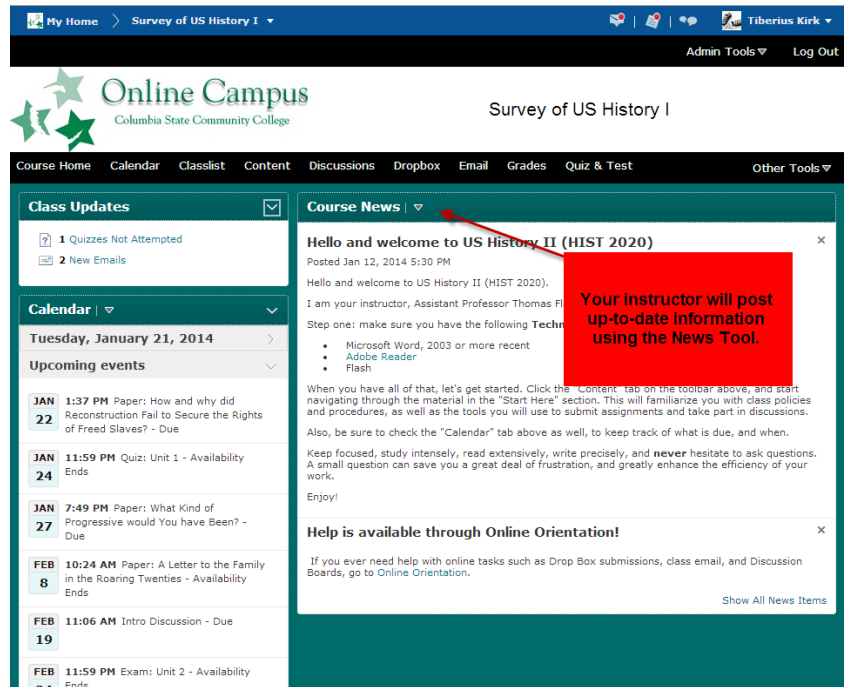 My Home
Survey of US History I
Tiberius Kirk
Admin Tools
Log Out
Online Campus
Columbia State Community College
Survey of US History I
Course Home
Calendar
Classlist
Content
Discussions
Dropbox
Email
Grades
Quiz & Test
Other Tools
Class Updates
1 Quizzes Not Attempted
2 New Emails
Calendar
Tuesday, January 21, 2014
Upcoming events
JAN
22
1:37 PM Paper: How and why did
Reconstruction Fail to Secure the Rights
of Freed Slaves? - Due
JAN
24
11:59 PM Quiz: Unit 1 - Availability
Ends
JAN
27
7:49 PM Paper: What Kind of
Progressive would You have Been? -
Due
FEB
8
10:24 AM Paper: A Letter to the Family
in the Roaring Twenties - Availability
Ends
FEB
19
11:06 AM Intro Discussion - Due
FEB
11:59 PM Exam: Unit 2 - Availability
Course News
Hello and welcome to US History II (HIST 2020)
Posted Jan 12, 2014 5:30 PM
Hello and welcome to US History II (HIST 2020).
I am your instructor, Assistant Professor Thomas
Step one: make sure you have the following
Microsoft Word, 2003 or more recent
Adobe Reader
Flash
When you have all of that, let's get started. Click the "Content" tab on the toolbar above, and start
navigating through the material in the "Start Here" section. This will familiarize you with class policies
and procedures, as well as the tools you will use to submit assignments and take part in discussions.
Also, be sure to check the "Calendar" tab above as well, to keep track of what is due, and when.
Keep focused, study intensely, read extensively, write precisely, and never hesitate to ask questions.
A small question can save you a great deal of frustration, and greatly enhance the efficiency of your
work.
Enjoy!
Help is available through Online Orientation!
If you ever need help with online tasks such as Drop Box submissions, class email, and Discussion
Boards, go to Online Orientation.
Show All News Items
Your instructor will post
up-to-date information
using the News Tool.